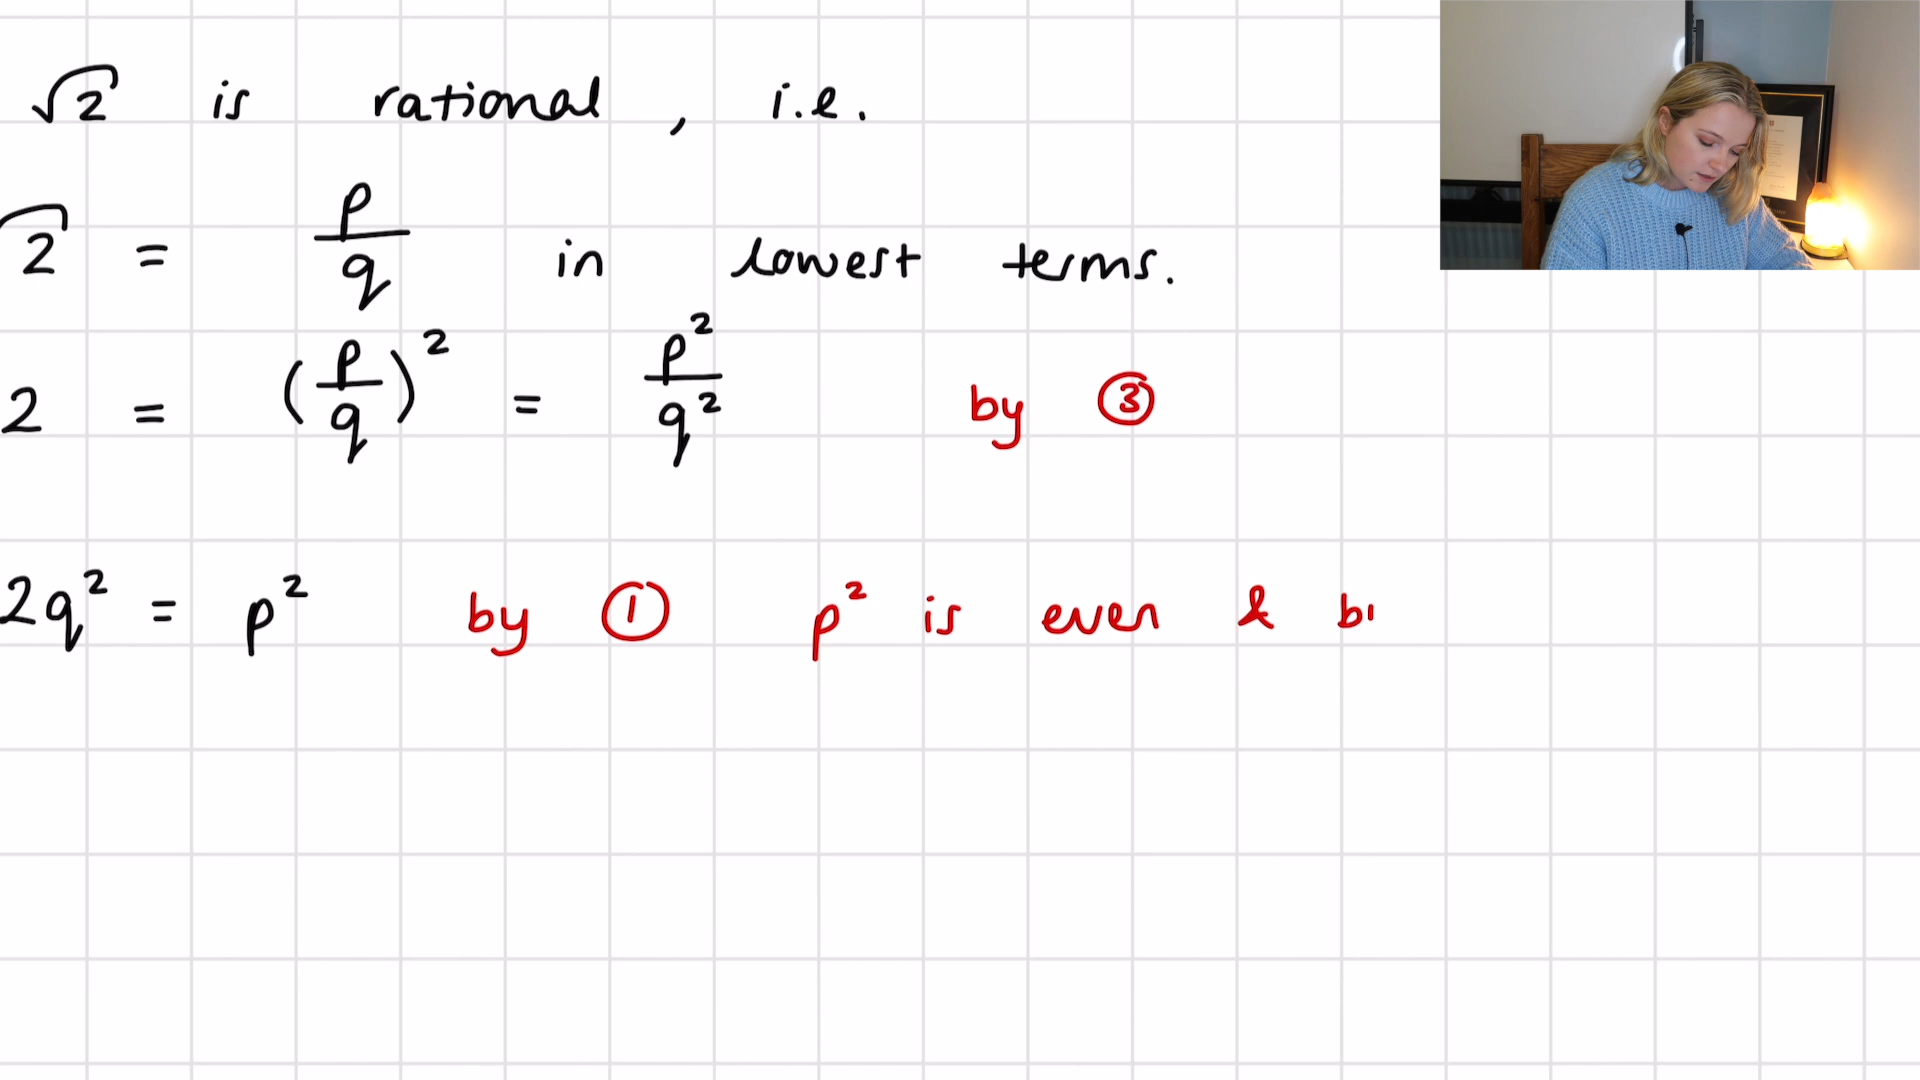 √2 is rational, i.e.
√2 = p/q in lowest terms.
2 = (p/q)² = p²/q² by ③
2q² = p² by ① p² is even &